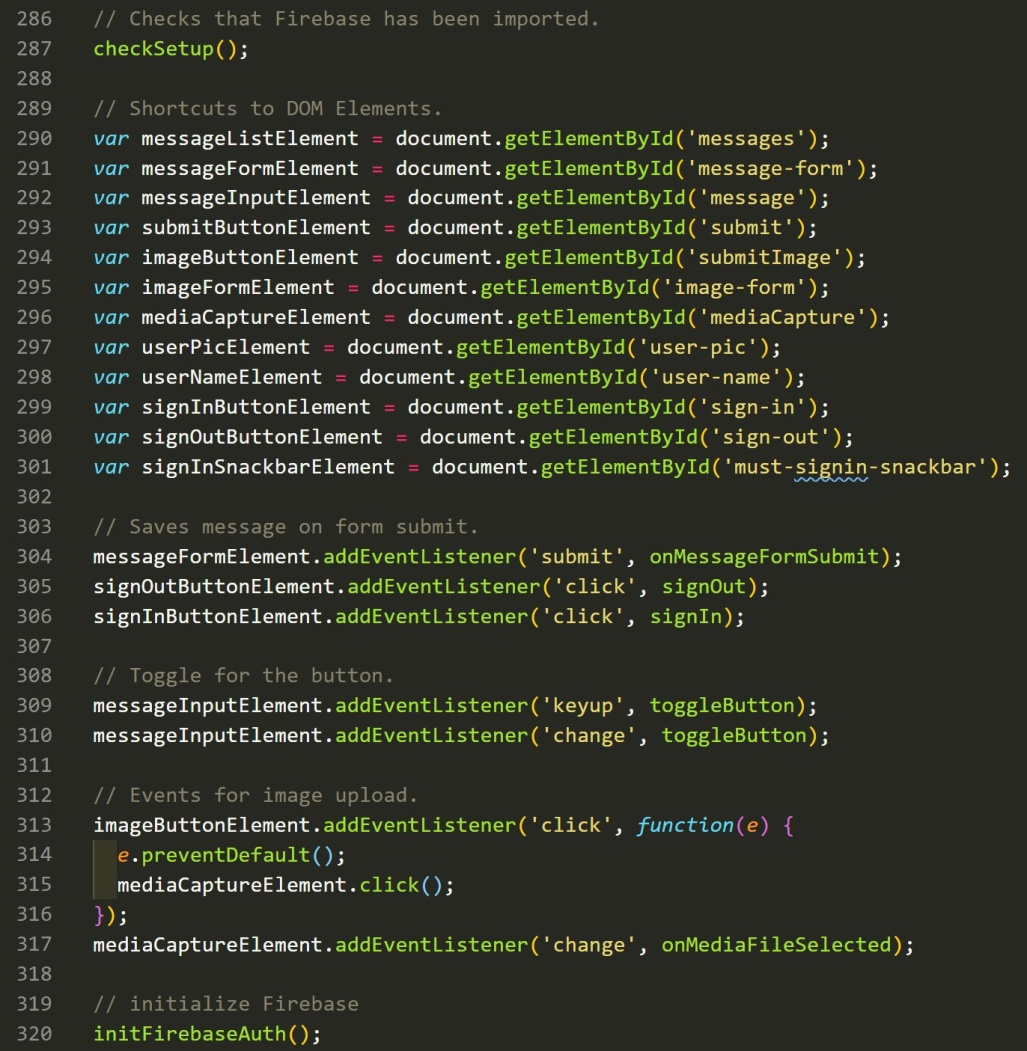 286 // Checks that Firebase has been imported.
287 checkSetup();
288
289 // Shortcuts to DOM Elements.
290 var messageListElement = document.getElementById('messages');
291 var messageFormElement = document.getElementById('message-form');
292 var messageInputElement = document.getElementById('message');
293 var submitButtonElement = document.getElementById('submit');
294 var imageButtonElement = document.getElementById('submitImage');
295 var imageFormElement = document.getElementById('image-form');
296 var mediaCaptureElement = document.getElementById('mediaCapture');
297 var userPicElement = document.getElementById('user-pic');
298 var userNameElement = document.getElementById('user-name');
299 var signInButtonElement = document.getElementById('sign-in');
300 var signOutButtonElement = document.getElementById('sign-out');
301 var signInSnackbarElement = document.getElementById('must-signin-snackbar');
302
303 // Saves message on form submit.
304 messageFormElement.addEventListener('submit', onMessageFormSubmit);
305 signOutButtonElement.addEventListener('click', signOut);
306 signInButtonElement.addEventListener('click', signIn);
307
308 // Toggle for the button.
309 messageInputElement.addEventListener('keyup', toggleButton);
310 messageInputElement.addEventListener('change', toggleButton);
311
312 // Events for image upload.
313 imageButtonElement.addEventListener('click', function(e) {
314   e.preventDefault();
315   mediaCaptureElement.click();
316 });
317 mediaCaptureElement.addEventListener('change', onMediaFileSelected);
318
319 // initialize Firebase
320 initFirebaseAuth();